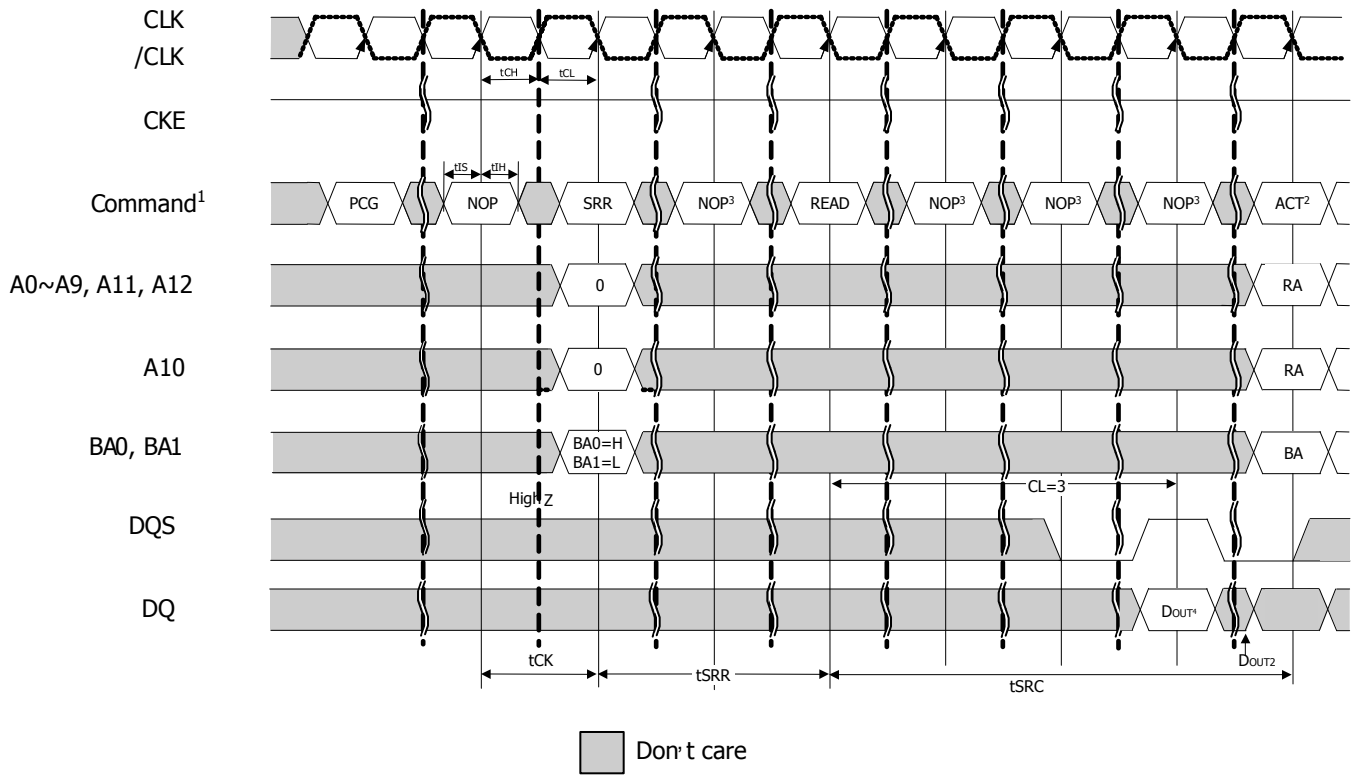 CLK
/CLK
tCH tCL
CKE
tIS tIH
Command¹ PCG NOP SRR NOP³ READ NOP³ NOP³ NOP³ ACT²
A0~A9, A11, A12 0 RA
A10 0 RA
BA0, BA1 BA0=H BA1=L BA
CL=3
High Z
DQS
DQ DOUT⁴
DOUT2
tCK tSRR tSRC
Don't care